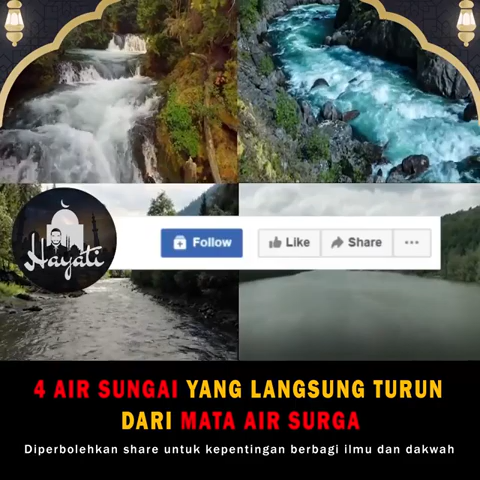 Hayati
Follow
Like
Share
4 AIR SUNGAI YANG LANGSUNG TURUN
DARI MATA AIR SURGA
Diperbolehkan share untuk kepentingan berbagi ilmu dan dakwah